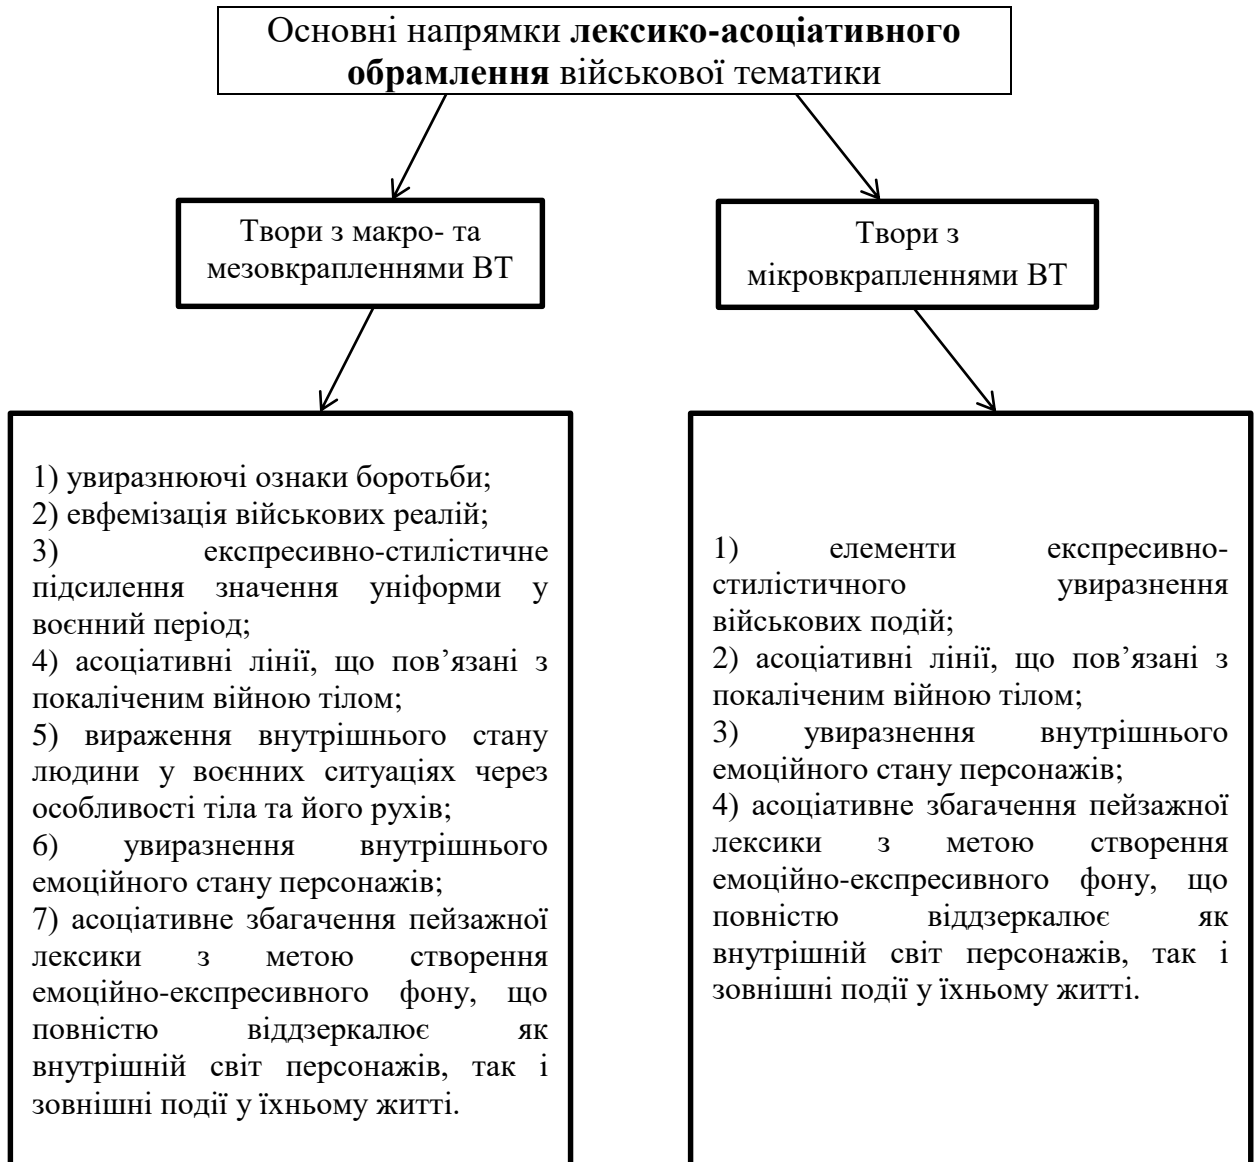 Основні напрямки лексико-асоціативного
обрамлення військової тематики
Твори з макро- та
мезовкрапленнями ВТ
Твори з
мікровкрапленнями ВТ
1) увиразнюючі ознаки боротьби;
2) евфемізація військових реалій;
3) експресивно-стилістичне
підсилення значення уніформи у
воєнний період;
4) асоціативні лінії, що пов’язані з
покаліченим війною тілом;
5) вираження внутрішнього стану
людини у воєнних ситуаціях через
особливості тіла та його рухів;
6) увиразнення внутрішнього
емоційного стану персонажів;
7) асоціативне збагачення пейзажної
лексики з метою створення
емоційно-експресивного фону, що
повністю віддзеркалює як
внутрішній світ персонажів, так і
зовнішні події у їхньому житті.
1) елементи експресивно-
стилістичного увиразнення
військових подій;
2) асоціативні лінії, що пов’язані з
покаліченим війною тілом;
3) увиразнення внутрішнього
емоційного стану персонажів;
4) асоціативне збагачення пейзажної
лексики з метою створення
емоційно-експресивного фону, що
повністю віддзеркалює як
внутрішній світ персонажів, так і
зовнішні події у їхньому житті.